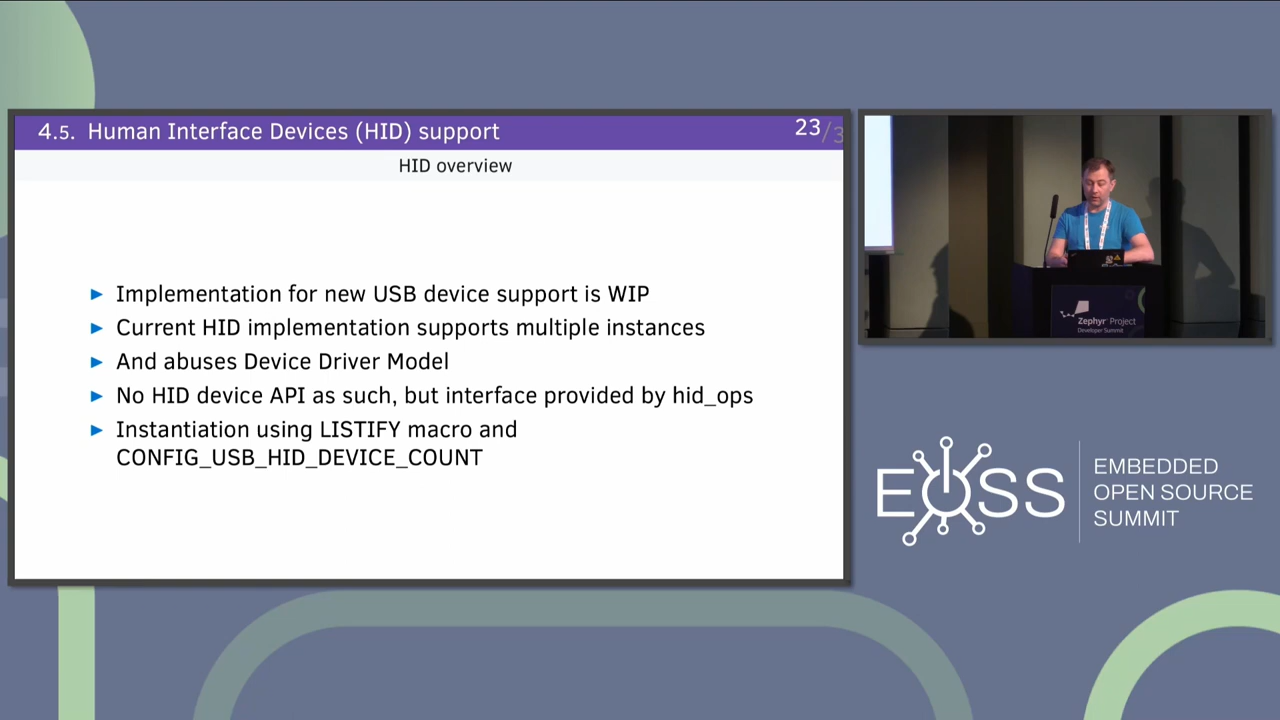 4.5. Human Interface Devices (HID) support
23/3
HID overview
Implementation for new USB device support is WIP
Current HID implementation supports multiple instances
And abuses Device Driver Model
No HID device API as such, but interface provided by hid_ops
Instantiation using LISTIFY macro and
CONFIG_USB_HID_DEVICE_COUNT
Zephyr Project
Developer Summit
EOSS
EMBEDDED
OPEN SOURCE
SUMMIT